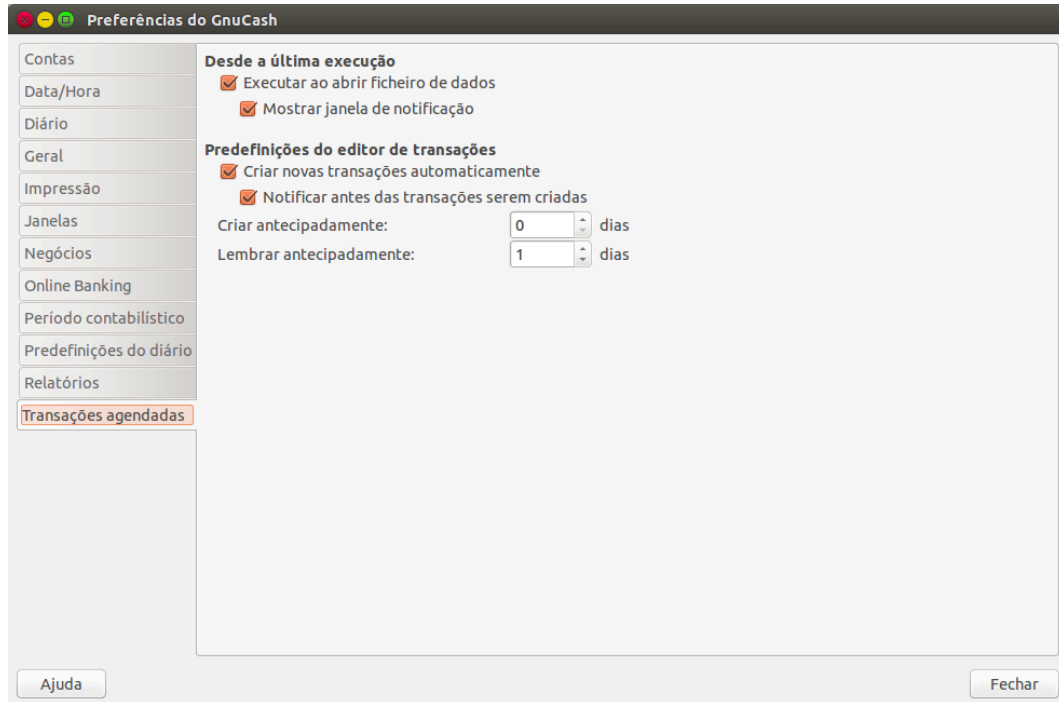 Preferências do GnuCash
Contas
Data/Hora
Diário
Geral
Impressão
Janelas
Negócios
Online Banking
Período contabilístico
Predefinições do diário
Relatórios
Transações agendadas
Desde a última execução
Executar ao abrir ficheiro de dados
Mostrar janela de notificação
Predefinições do editor de transações
Criar novas transações automaticamente
Notificar antes das transações serem criadas
Criar antecipadamente: 0 dias
Lembrar antecipadamente: 1 dias
Ajuda
Fechar